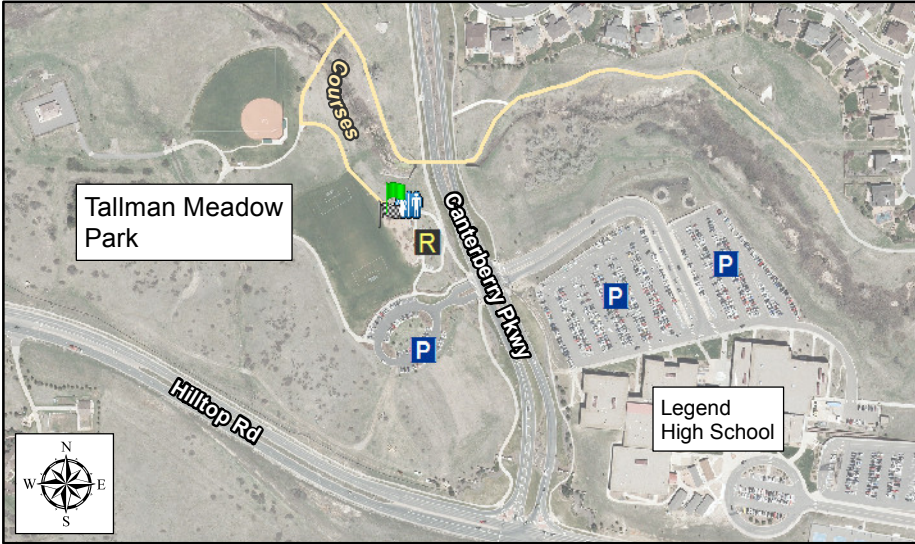 Courses
Tallman Meadow
Park
R
Canterberry Pkwy
P
P
P
Hilltop Rd
Legend
High School
N
W
E
S